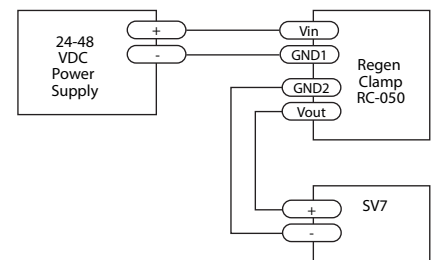 24-48
VDC
Power
Supply
+
-
Vin
GND1
GND2
Vout
Regen
Clamp
RC-050
+
-
SV7